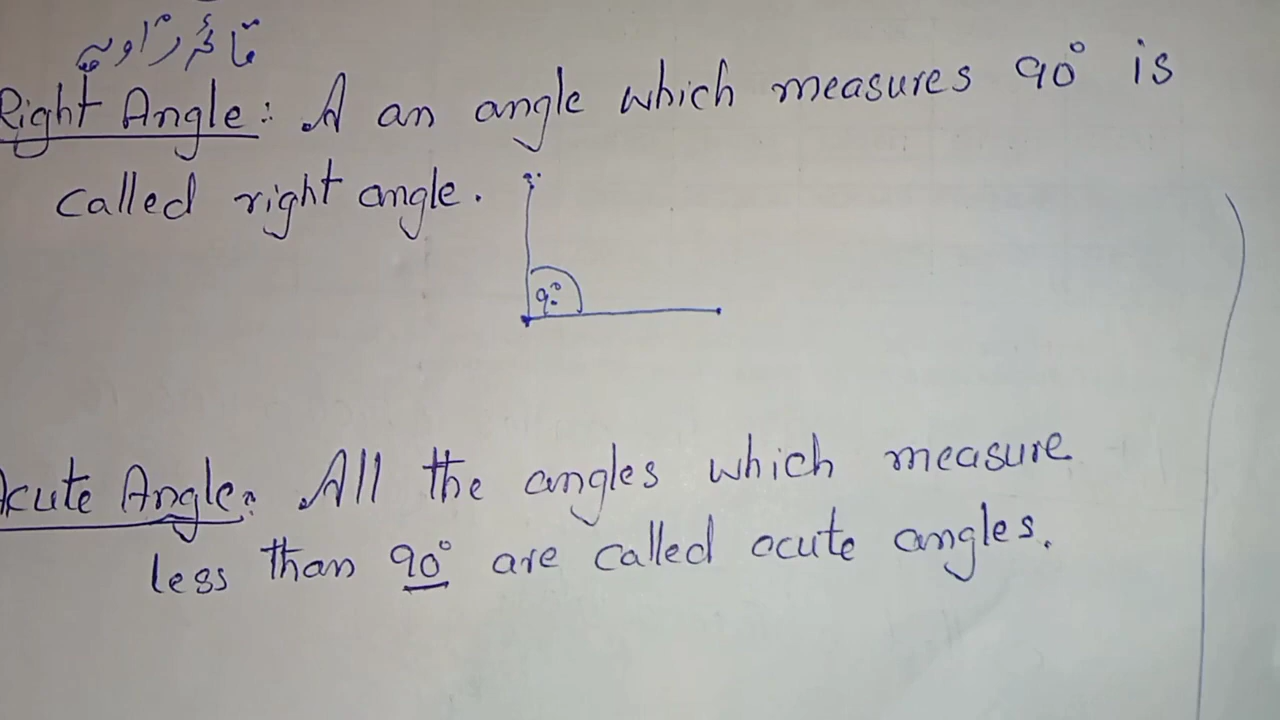 قائمہ زاویہ
Right Angle: A an angle which measures 90° is
called right angle.
90°
Acute Angle: All the angles which measure
less than 90° are called acute angles.